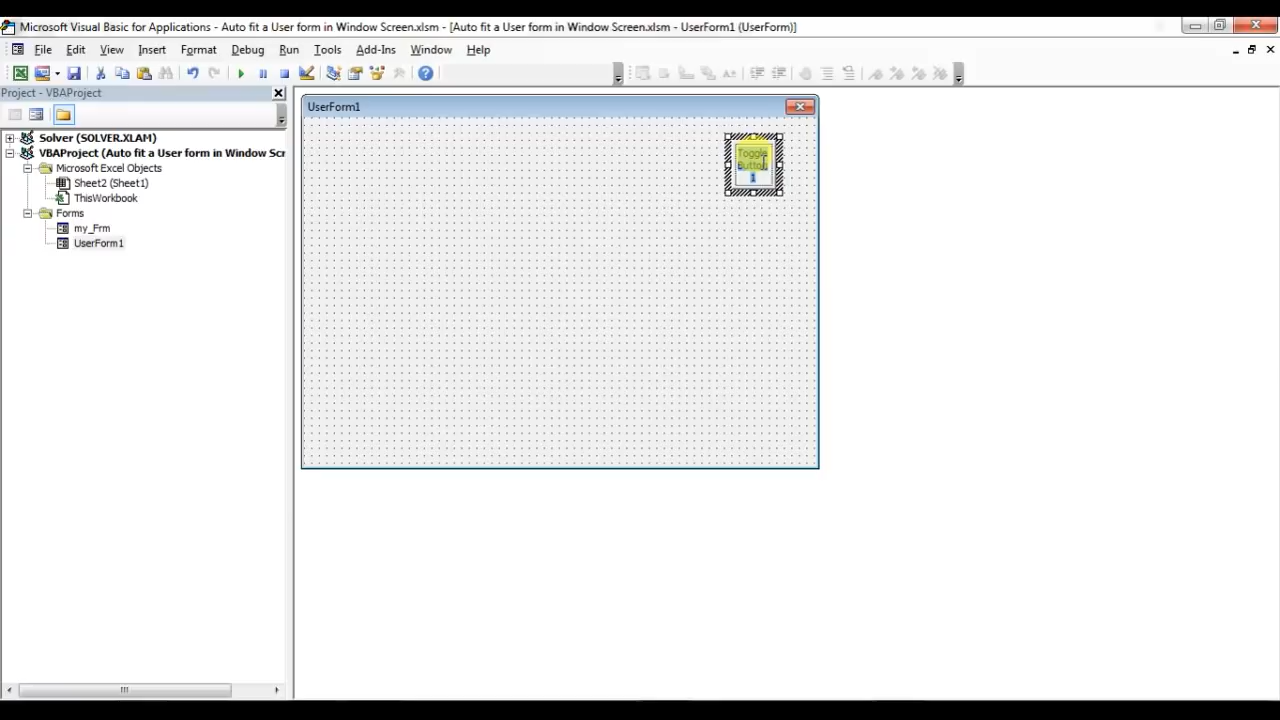 Microsoft Visual Basic for Applications - Auto fit a User form in Window Screen.xlsm - [Auto fit a User form in Window Screen.xlsm - UserForm1 (UserForm)]
File Edit View Insert Format Debug Run Tools Add-Ins Window Help
Project - VBAProject
UserForm1
Solver (SOLVER.XLAM)
VBAProject (Auto fit a User form in Window Scr
Microsoft Excel Objects
Sheet2 (Sheet1)
ThisWorkbook
Forms
my_Frm
UserForm1
Toggle
Button
1